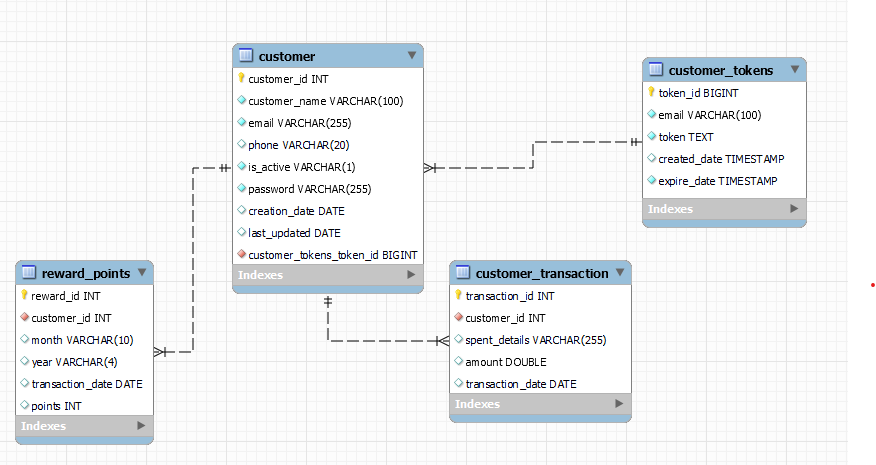 customer
customer_id INT
customer_name VARCHAR(100)
email VARCHAR(255)
phone VARCHAR(20)
is_active VARCHAR(1)
password VARCHAR(255)
creation_date DATE
last_updated DATE
customer_tokens_token_id BIGINT
Indexes
customer_tokens
token_id BIGINT
email VARCHAR(100)
token TEXT
created_date TIMESTAMP
expire_date TIMESTAMP
Indexes
reward_points
reward_id INT
customer_id INT
month VARCHAR(10)
year VARCHAR(4)
transaction_date DATE
points INT
Indexes
customer_transaction
transaction_id INT
customer_id INT
spent_details VARCHAR(255)
amount DOUBLE
transaction_date DATE
Indexes